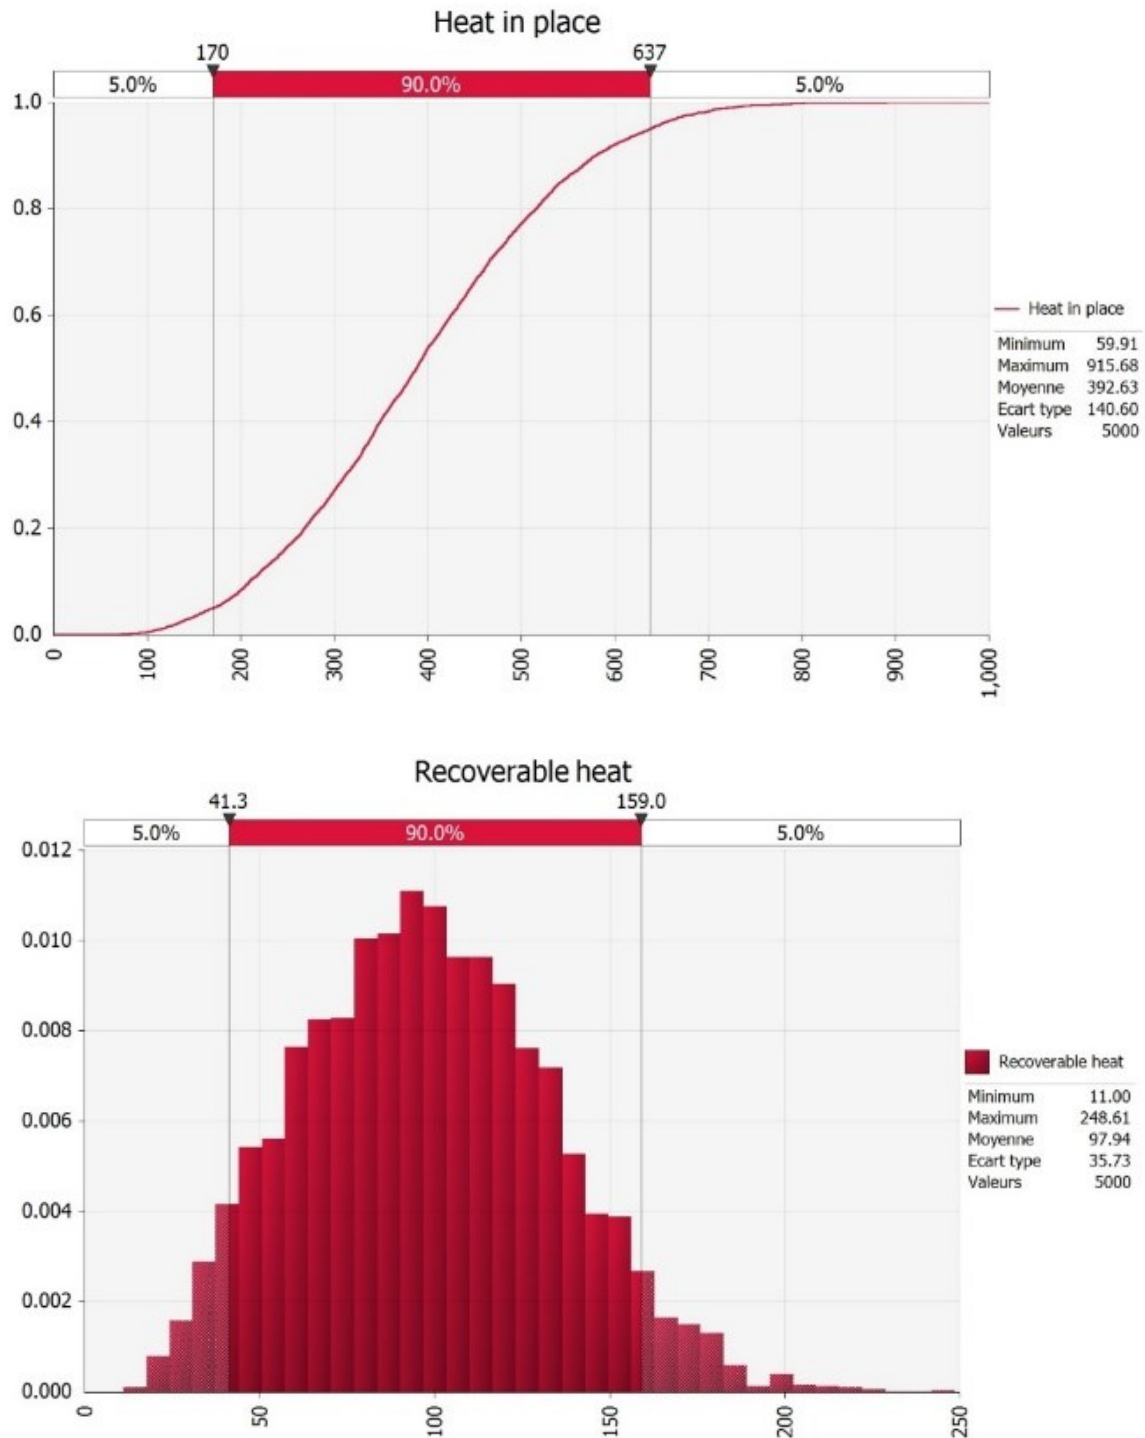 Heat in place
170 637
5.0% 90.0% 5.0%
1.0
0.8
0.6
0.4
0.2
0.0
0 100 200 300 400 500 600 700 800 900 1,000
Heat in place
Minimum 59.91
Maximum 915.68
Moyenne 392.63
Ecart type 140.60
Valeurs 5000
Recoverable heat
41.3 159.0
5.0% 90.0% 5.0%
0.012
0.010
0.008
0.006
0.004
0.002
0.000
0 50 100 150 200 250
Recoverable heat
Minimum 11.00
Maximum 248.61
Moyenne 97.94
Ecart type 35.73
Valeurs 5000